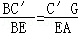 BC′/BE = C′G/EA